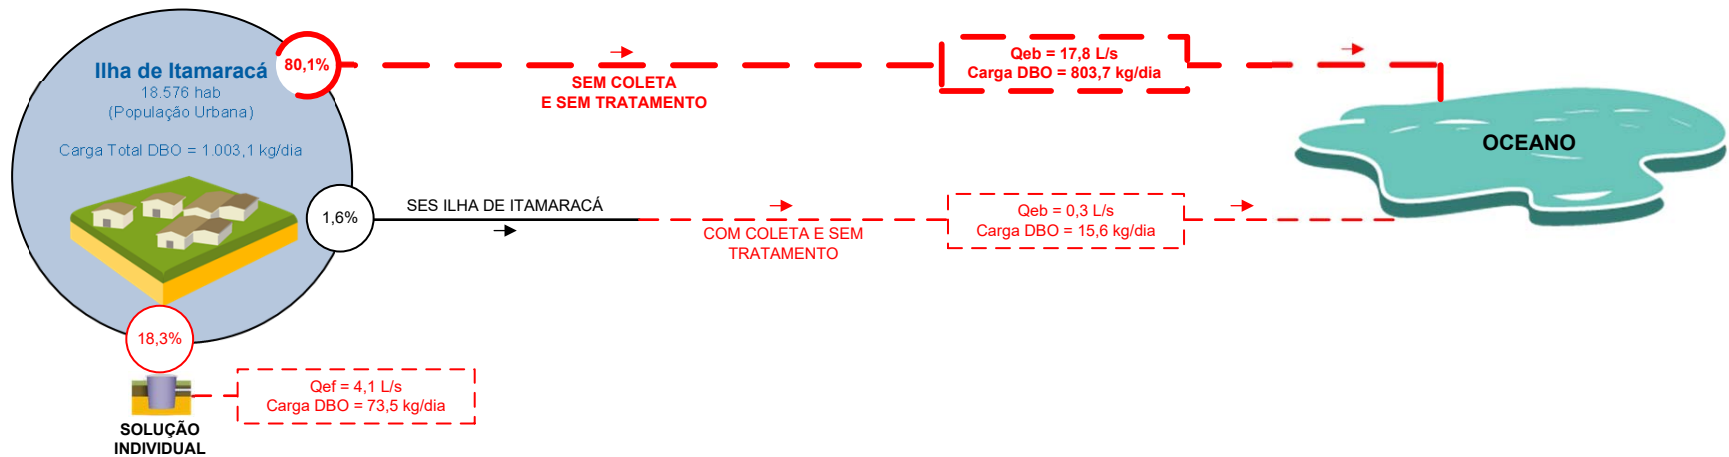 Ilha de Itamaracá
18.576 hab
(População Urbana)
Carga Total DBO = 1.003,1 kg/dia
80,1%
SEM COLETA
E SEM TRATAMENTO
Qeb = 17,8 L/s
Carga DBO = 803,7 kg/dia
OCEANO
1,6%
SES ILHA DE ITAMARACÁ
COM COLETA E SEM
TRATAMENTO
Qeb = 0,3 L/s
Carga DBO = 15,6 kg/dia
18,3%
Qef = 4,1 L/s
Carga DBO = 73,5 kg/dia
SOLUÇÃO
INDIVIDUAL